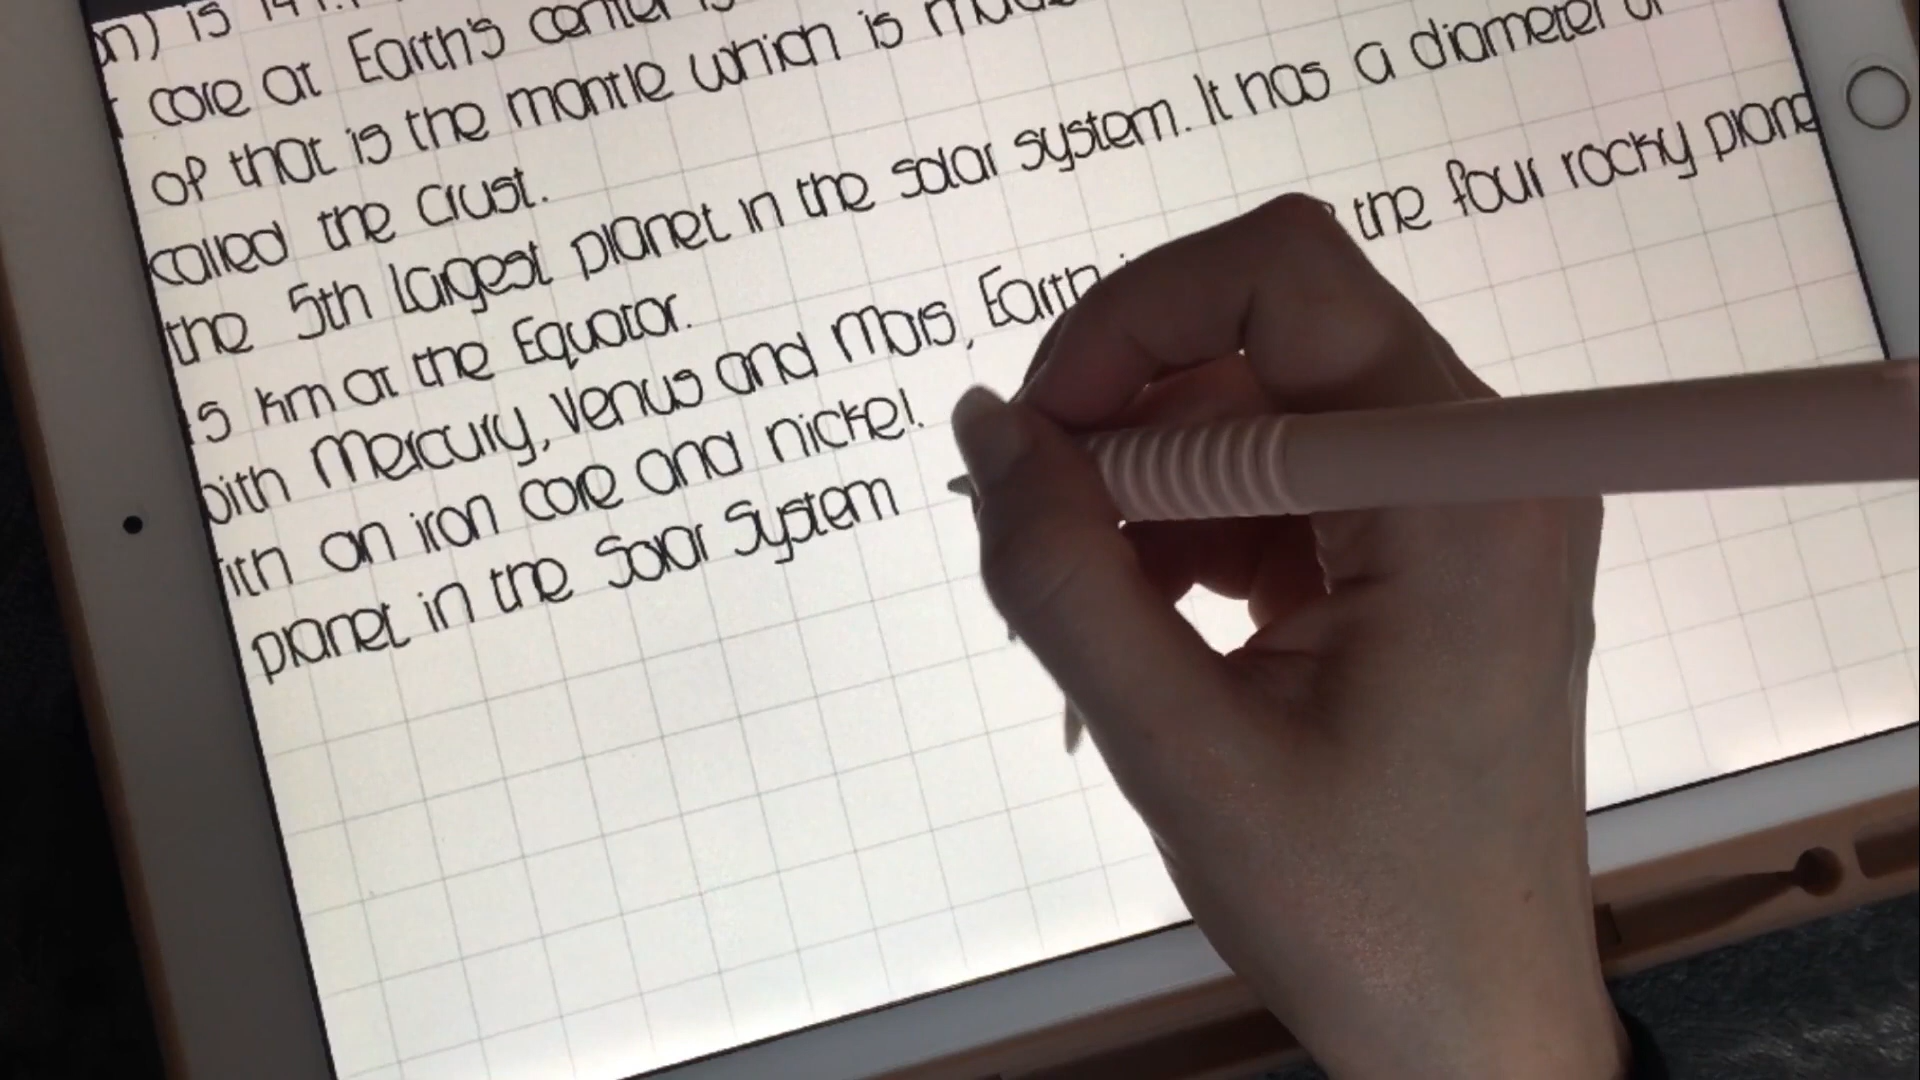 is
core at Earth's center is
of that is the mantle which is
called the crust.
the 5th largest planet in the solar system. It has a diameter of
5 km at the Equator.
with Mercury, Venus and Mars, Earth the four rocky
with an iron core and nickel.
planet in the Solar System